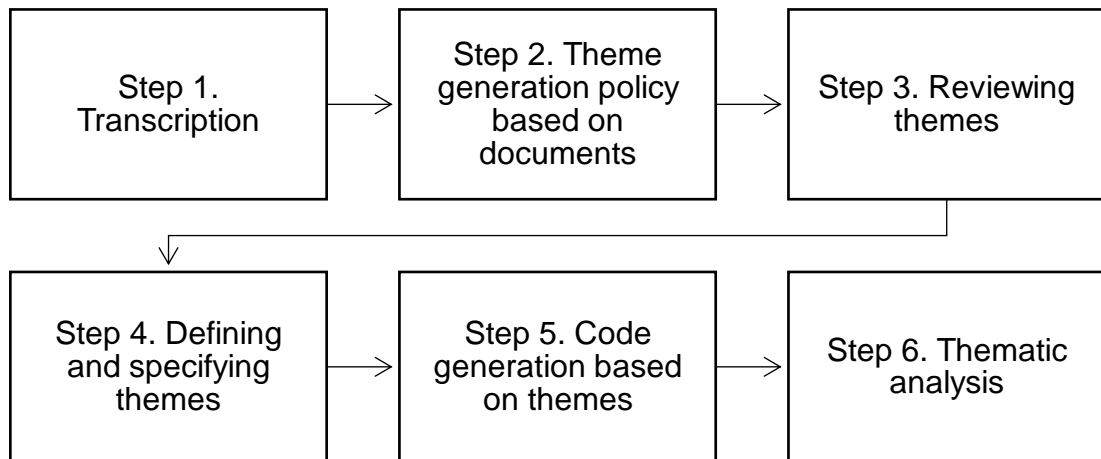 Step 1.
Transcription
Step 2. Theme
generation policy
based on
documents
Step 3. Reviewing
themes
Step 4. Defining
and specifying
themes
Step 5. Code
generation based
on themes
Step 6. Thematic
analysis